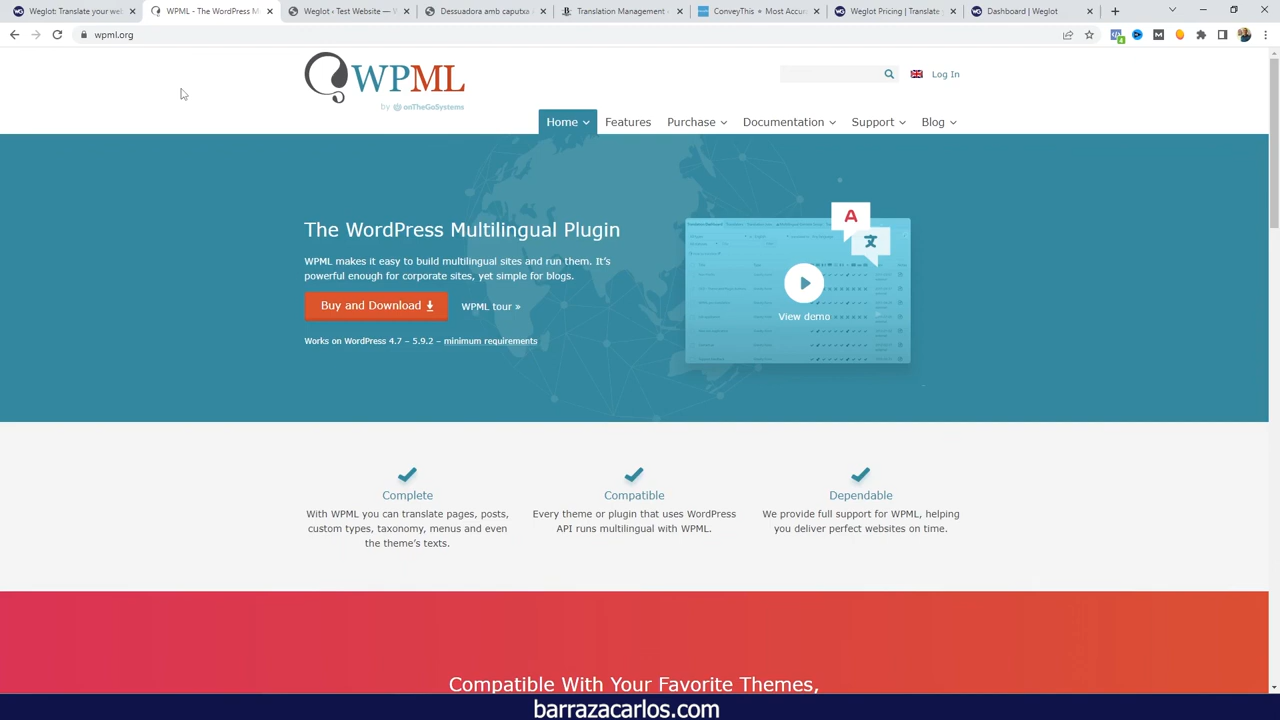 Weglot: Translate your web
WPML - The WordPress M
Weglot ‹ Test Website — W
Dessuadora amb caputxa
Translation Management
ConveyThis ⚬ Most Accur
Weglot Pricing | Translate y
Dashboard | Weglot
wpml.org
WPML
by onTheGoSystems
Log In
Home
Features
Purchase
Documentation
Support
Blog
The WordPress Multilingual Plugin
WPML makes it easy to build multilingual sites and run them. It's
powerful enough for corporate sites, yet simple for blogs.
Buy and Download
WPML tour »
Works on WordPress 4.7 – 5.9.2 – minimum requirements
A
文
View demo
Complete
With WPML you can translate pages, posts,
custom types, taxonomy, menus and even
the theme's texts.
Compatible
Every theme or plugin that uses WordPress
API runs multilingual with WPML.
Dependable
We provide full support for WPML, helping
you deliver perfect websites on time.
Compatible With Your Favorite Themes,
barrazacarlos.com